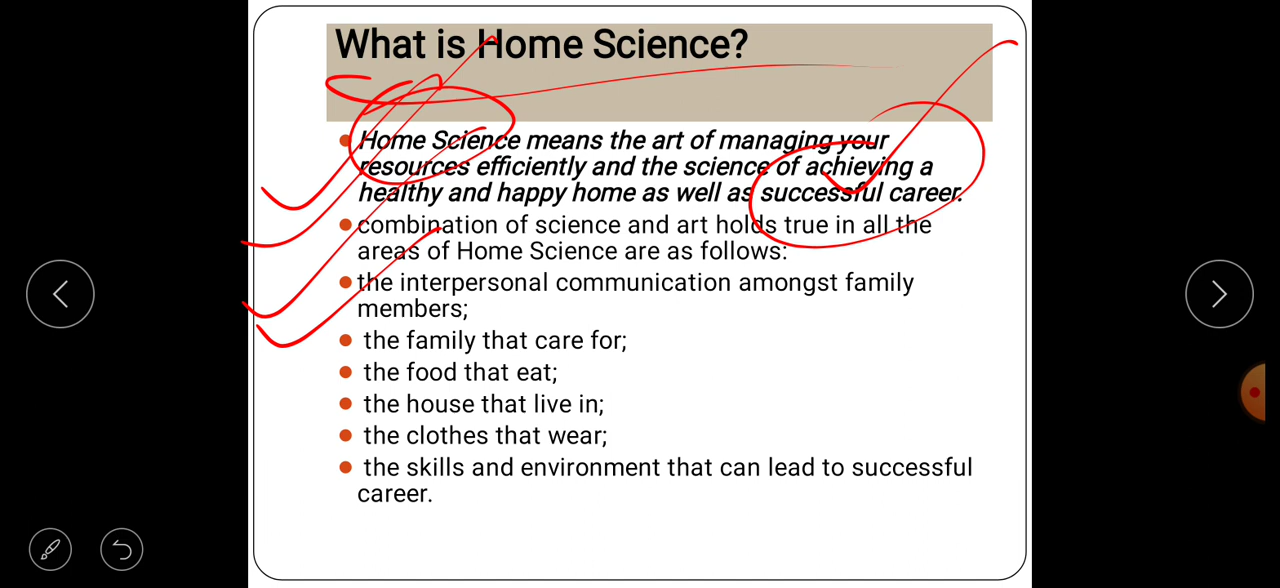 What is Home Science?
Home Science means the art of managing your
resources efficiently and the science of achieving a
healthy and happy home as well as successful career.
combination of science and art holds true in all the
areas of Home Science are as follows:
the interpersonal communication amongst family
members;
the family that care for;
the food that eat;
the house that live in;
the clothes that wear;
the skills and environment that can lead to successful
career.